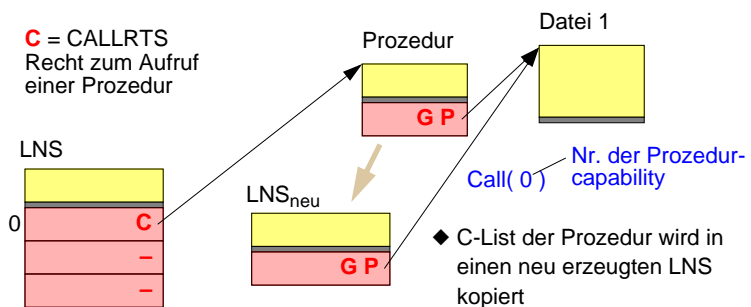 C = CALLRTS
Recht zum Aufruf
einer Prozedur
Prozedur
Datei 1
G P
LNS
0
C
–
–
LNSneu
G P
Call( 0 )
Nr. der Prozedur-
capability
◆ C-List der Prozedur wird in
einen neu erzeugten LNS
kopiert